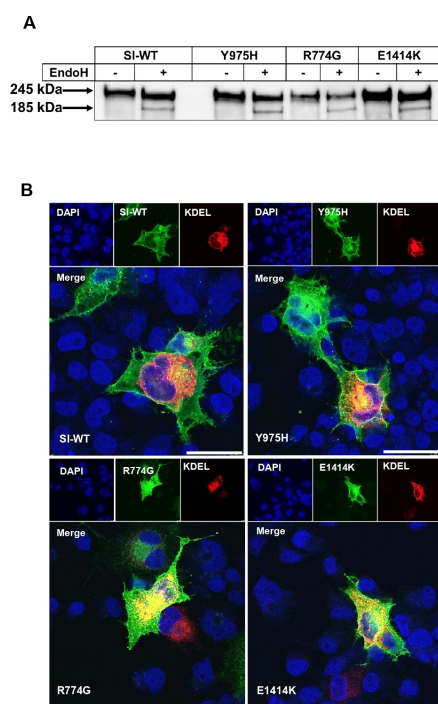 A
SI-WT Y975H R774G E1414K
EndoH - + - + - + - +
245 kDa
185 kDa
B
DAPI SI-WT KDEL
Merge
SI-WT
DAPI Y975H KDEL
Merge
Y975H
DAPI R774G KDEL
Merge
R774G
DAPI E1414K KDEL
Merge
E1414K